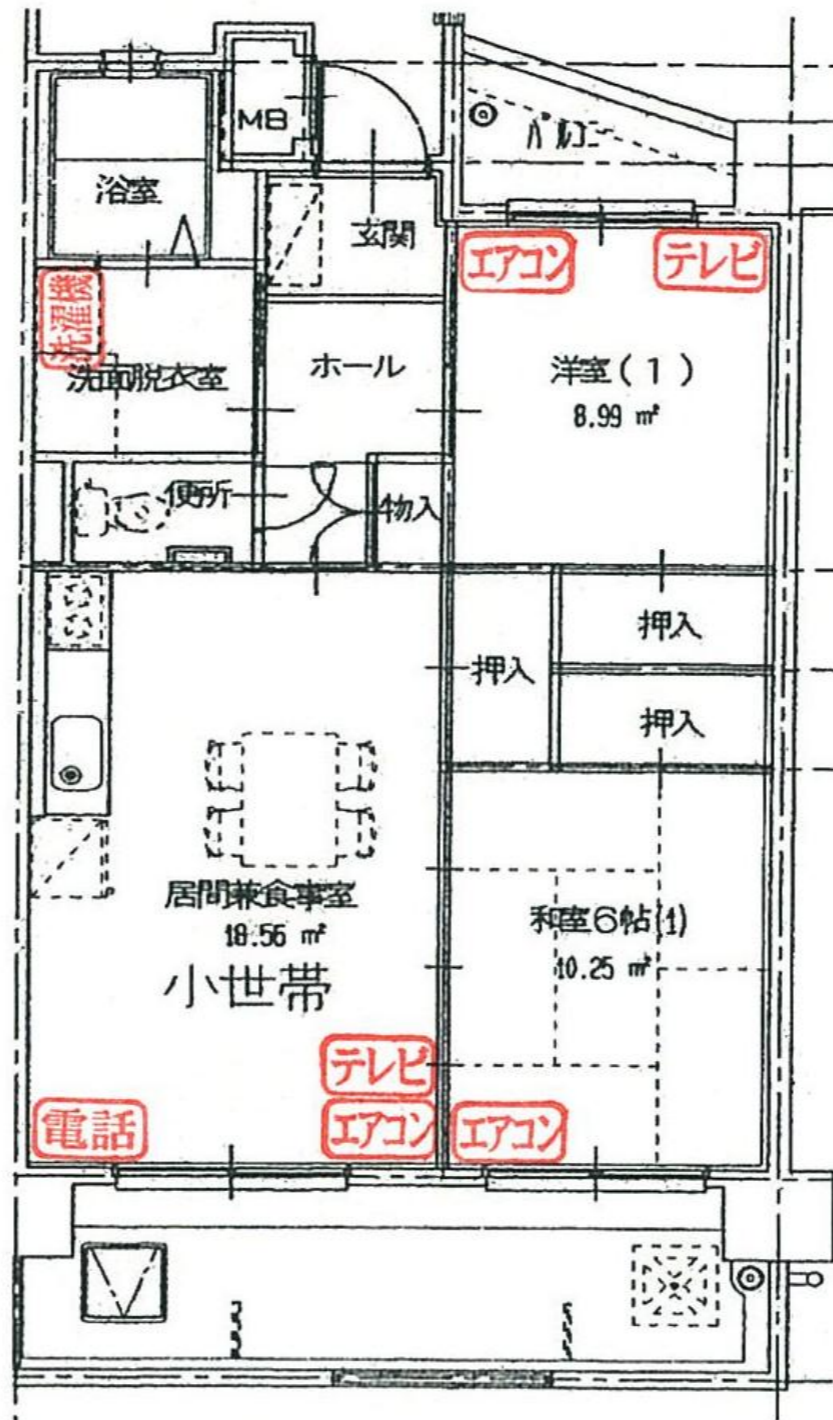 MB
バルコニー
浴室
玄関
エアコン
テレビ
洗濯機
洗面脱衣室
ホール
洋室(1)
8.99 ㎡
便所
物入
押入
押入
押入
居間兼食事室
18.56 ㎡
小世帯
和室6帖(1)
10.25 ㎡
テレビ
電話
エアコン
エアコン